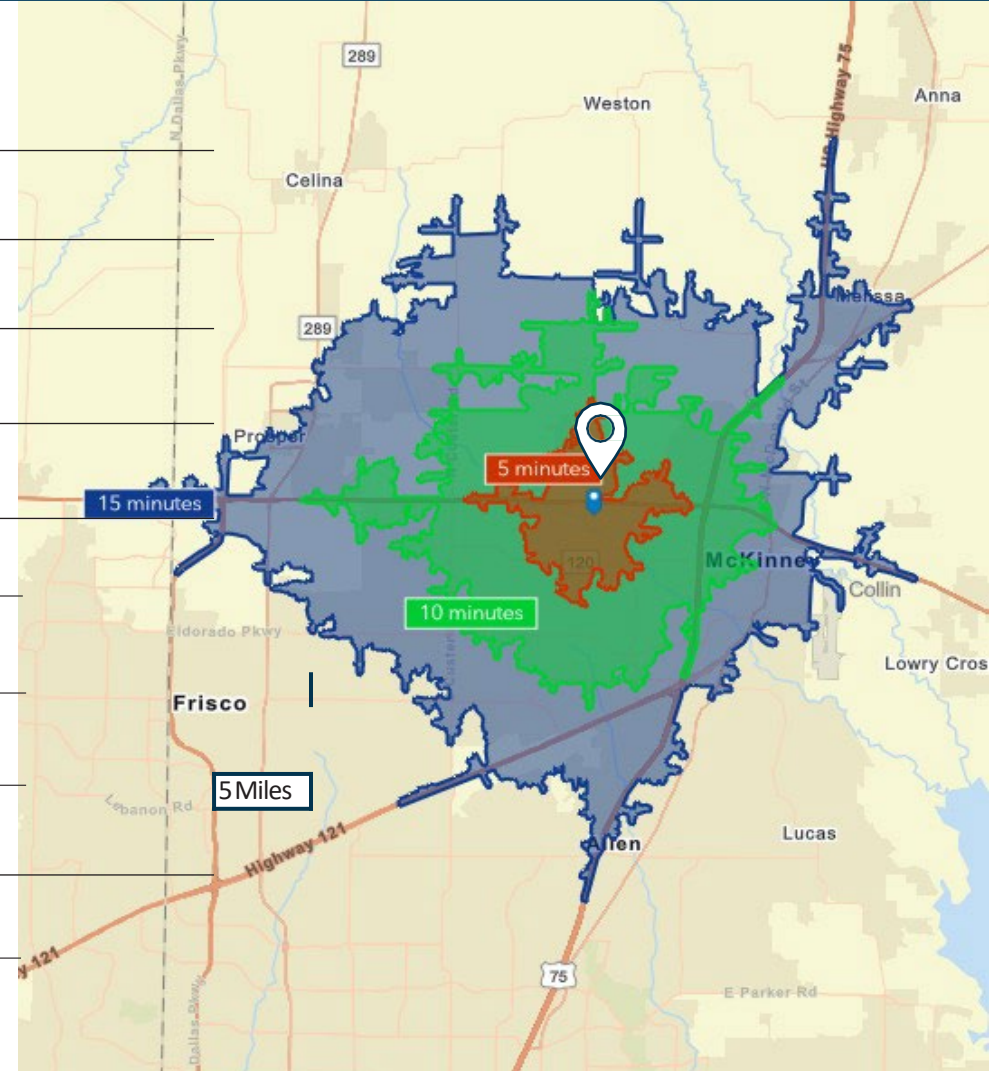 289
N Dallas Pkwy
US Highway 75
Weston
Anna
Celina
Melissa
289
Prosper
5 minutes
15 minutes
120
McKinney
Collin
10 minutes
Eldorado Pkwy
Lowry Cros
Frisco
5 Miles
Lebanon Rd
Highway 121
Allen
Lucas
y 121
75
E Parker Rd
Dallas Pkwy